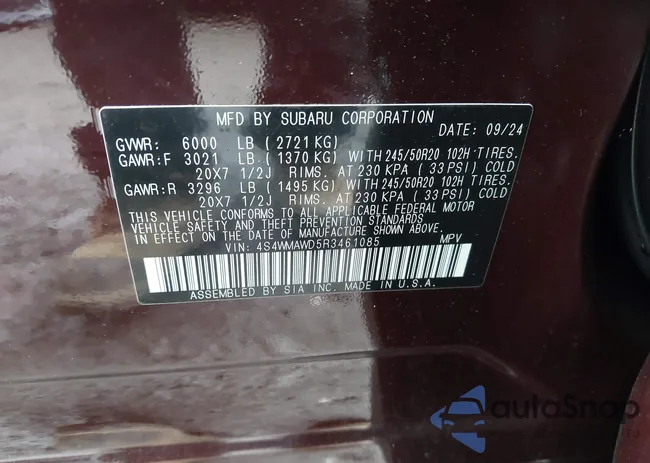 MFD BY SUBARU CORPORATION
DATE: 09/24
GVWR: 6000 LB (2721 KG)
GAWR:F 3021 LB. (1370 KG) WITH 245/50R20 102H TIRES.
20X7 1/2J RIMS. AT 230 KPA (33 PSI) COLD
GAWR:R 3296 LB (1495 KG) WITH 245/50R20 102H TIRES.
20X7 1/2J RIMS. AT 230 KPA (33 PSI) COLD
THIS VEHICLE CONFORMS TO ALL APPLICABLE FEDERAL MOTOR
VEHICLE SAFETY AND THEFT PREVENTION STANDARDS
IN EFFECT ON THE DATE OF MANUFACTURE SHOWN ABOVE.
VIN: 4S4WMAWD5R3461085 MPV
ASSEMBLED BY SIA INC. MADE IN U.S.A.
autoSnap